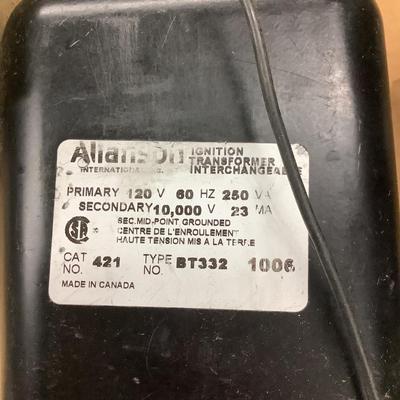 Allanson IGNITION
TRANSFORMER
INTERNATIONAL INC. INTERCHANGEABLE
PRIMARY 120 V 60 HZ 250 VA
SECONDARY 10,000 V 23 MA
SEC. MID-POINT GROUNDED
CENTRE DE L'ENROULEMENT
HAUTE TENSION MIS A LA TERRE
CAT NO. 421 TYPE NO. BT332 1006
MADE IN CANADA